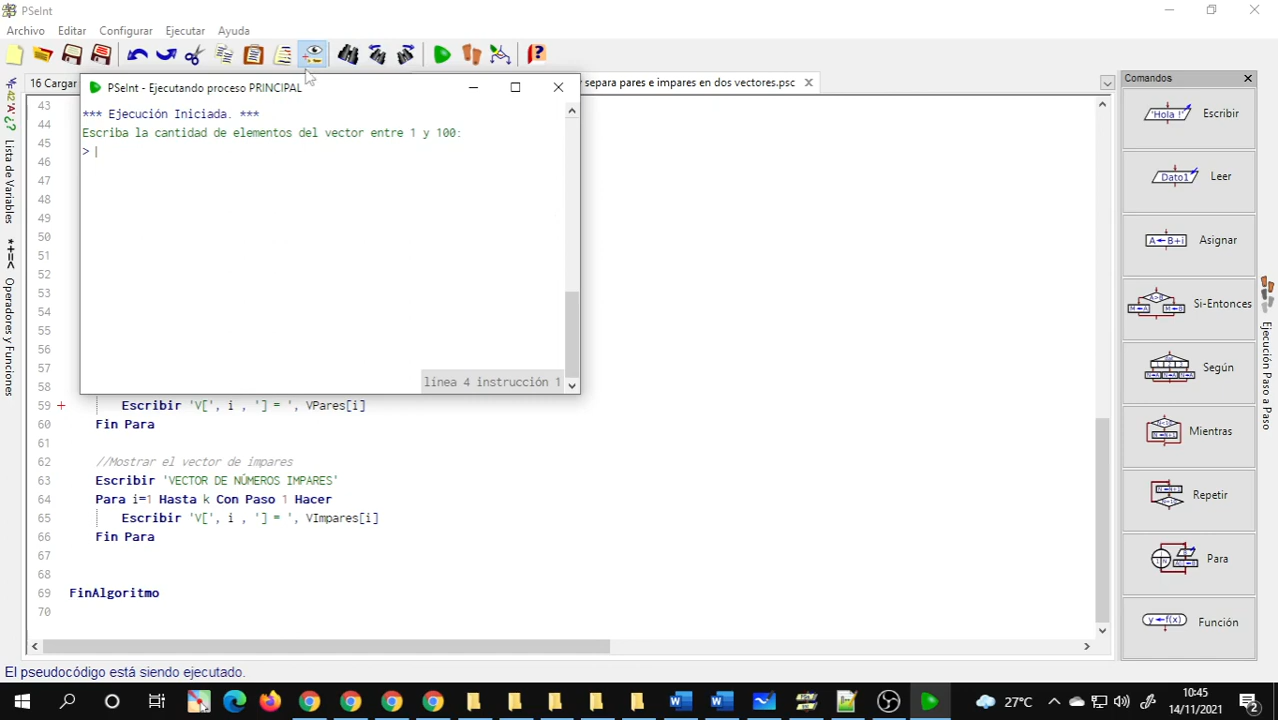 PSeInt
Archivo Editar Configurar Ejecutar Ayuda
16 Cargar
separa pares e impares en dos vectores.psc
Comandos
PSeInt - Ejecutando proceso PRINCIPAL
*** Ejecución Iniciada. ***
Escriba la cantidad de elementos del vector entre 1 y 100:
>
línea 4 instrucción 1
Lista de Variables
*+=< Operadores y Funciones
43
44
45
46
47
48
49
50
51
52
53
54
55
56
57
58
59 + Escribir 'V[', i , '] = ', VPares[i]
60 Fin Para
61
62 //Mostrar el vector de impares
63 Escribir 'VECTOR DE NÚMEROS IMPARES'
64 Para i=1 Hasta k Con Paso 1 Hacer
65 Escribir 'V[', i , '] = ', VImpares[i]
66 Fin Para
67
68
69 FinAlgoritmo
70
'Hola !' Escribir
Dato1 Leer
A←B+i Asignar
Si-Entonces
Según
Mientras
Repetir
Para
y←f(x) Función
Ejecución Paso a Paso
El pseudocódigo está siendo ejecutado.
27°C
10:45
14/11/2021
2